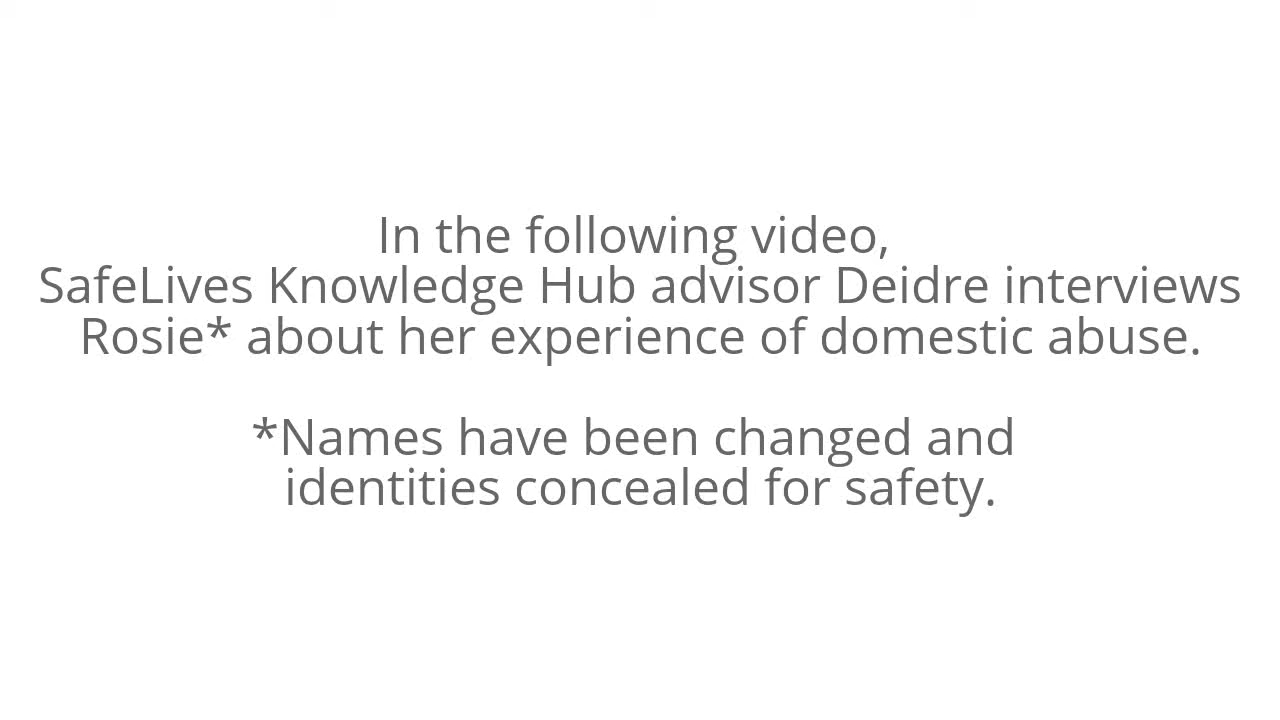 In the following video,
SafeLives Knowledge Hub advisor Deidre interviews
Rosie* about her experience of domestic abuse.
*Names have been changed and
identities concealed for safety.